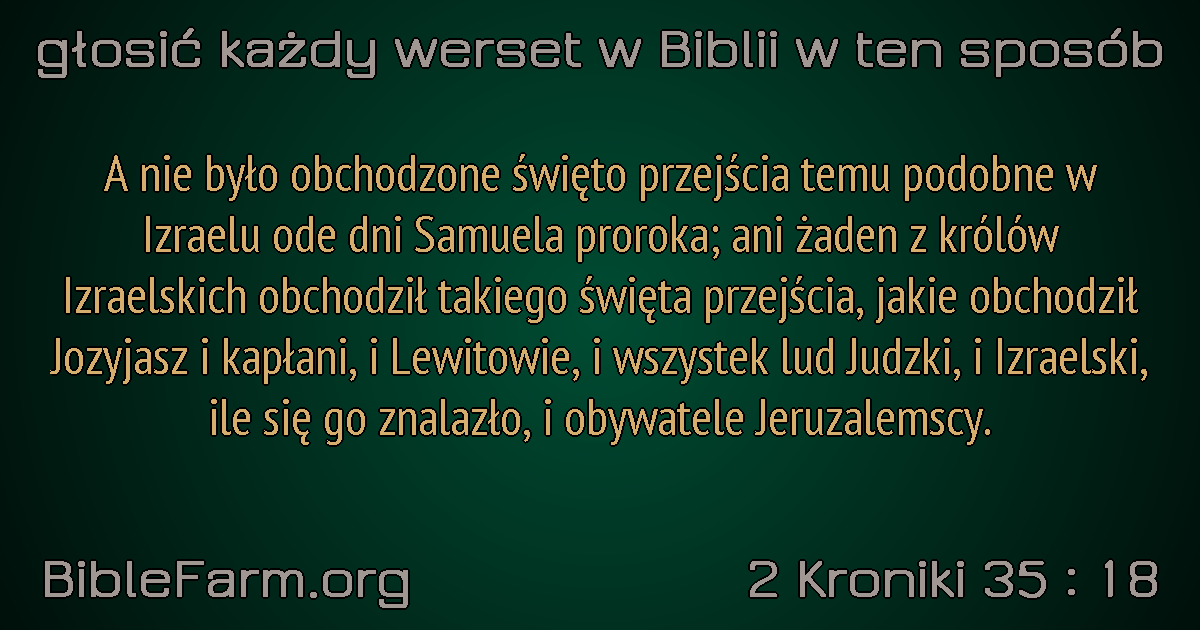 głosić każdy werset w Biblii w ten sposób
A nie było obchodzone święto przejścia temu podobne w
Izraelu ode dni Samuela proroka; ani żaden z królów
Izraelskich obchodził takiego święta przejścia, jakie obchodził
Jozyjasz i kapłani, i Lewitowie, i wszystek lud Judzki, i Izraelski,
ile się go znalazło, i obywatele Jeruzalemscy.
BibleFarm.org
2 Kroniki 35 : 18